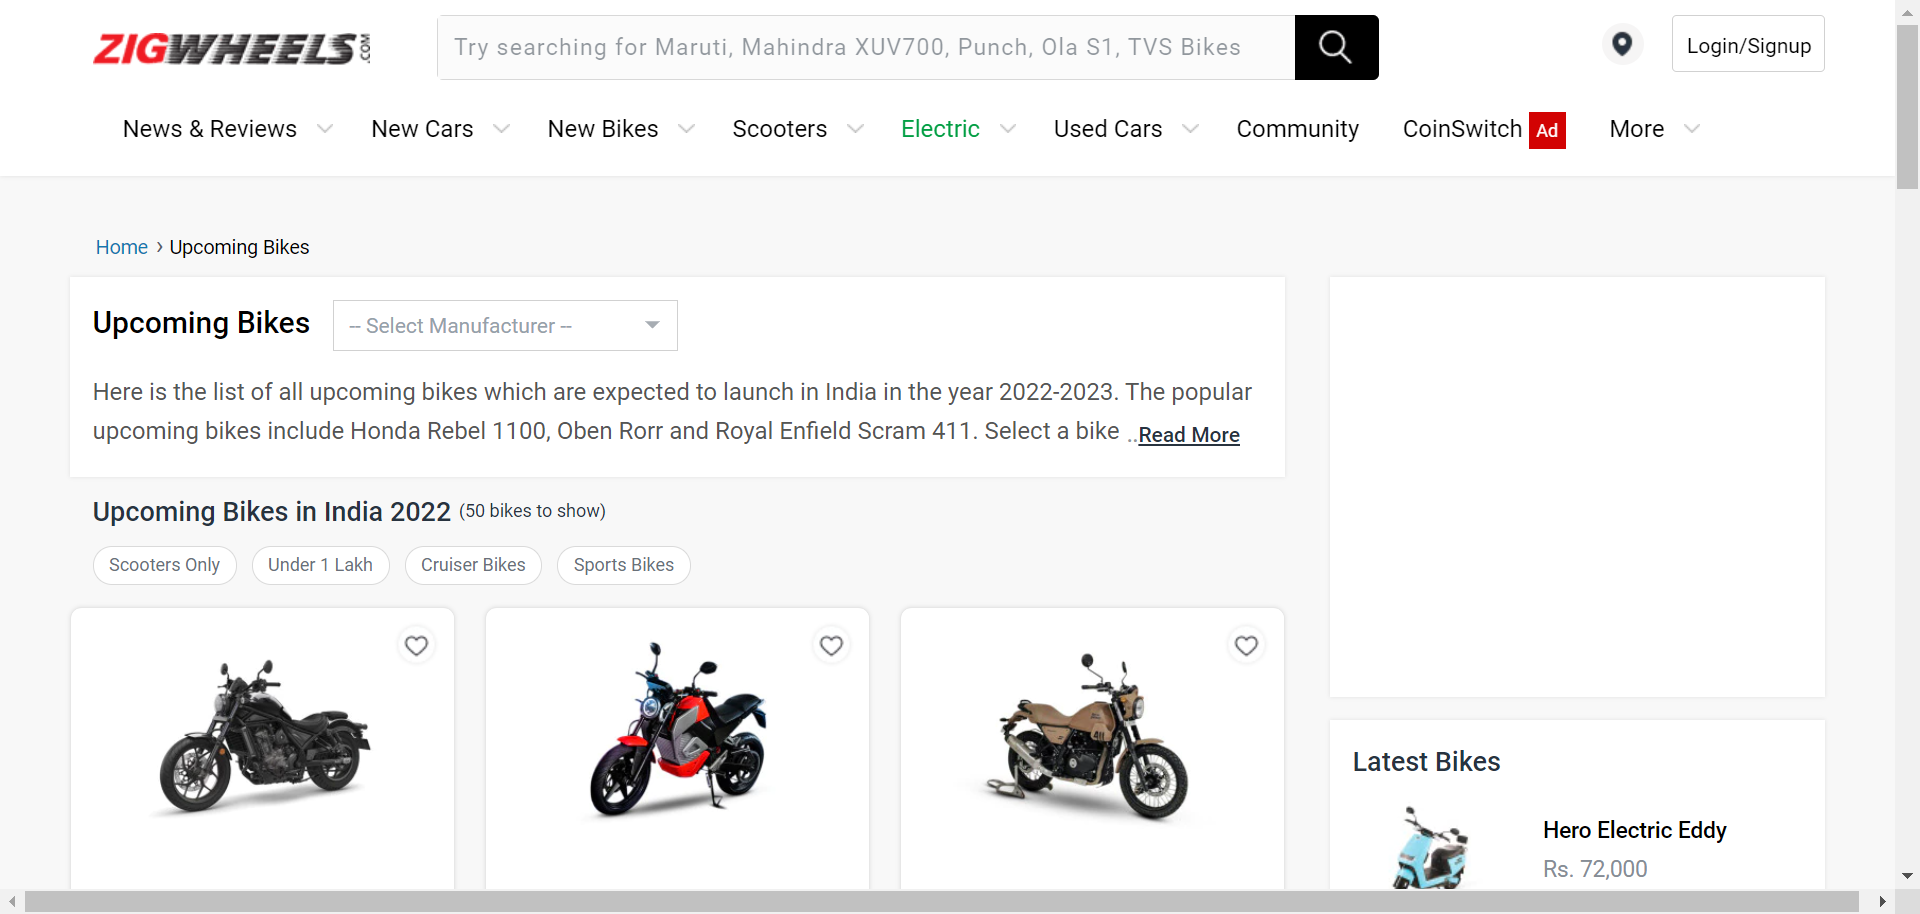 ZIGWHEELS.COM
Try searching for Maruti, Mahindra XUV700, Punch, Ola S1, TVS Bikes
Login/Signup
News & Reviews New Cars New Bikes Scooters Electric Used Cars Community CoinSwitch Ad More
Home › Upcoming Bikes
Upcoming Bikes
-- Select Manufacturer --
Here is the list of all upcoming bikes which are expected to launch in India in the year 2022-2023. The popular
upcoming bikes include Honda Rebel 1100, Oben Rorr and Royal Enfield Scram 411. Select a bike ..Read More
Upcoming Bikes in India 2022 (50 bikes to show)
Scooters Only Under 1 Lakh Cruiser Bikes Sports Bikes
411
Latest Bikes
Hero Electric Eddy
Rs. 72,000